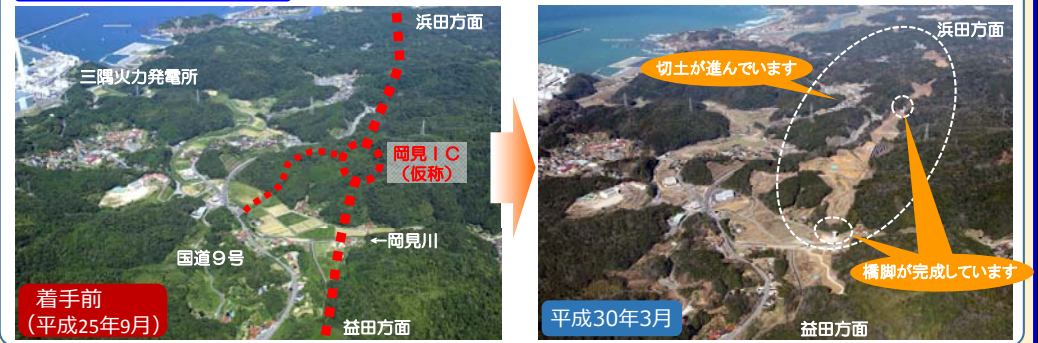 浜田方面
三隅火力発電所
岡見IC
(仮称)
←岡見川
国道9号
着手前
(平成25年9月)
益田方面
浜田方面
切土が進んでいます
橋脚が完成しています
平成30年3月
益田方面